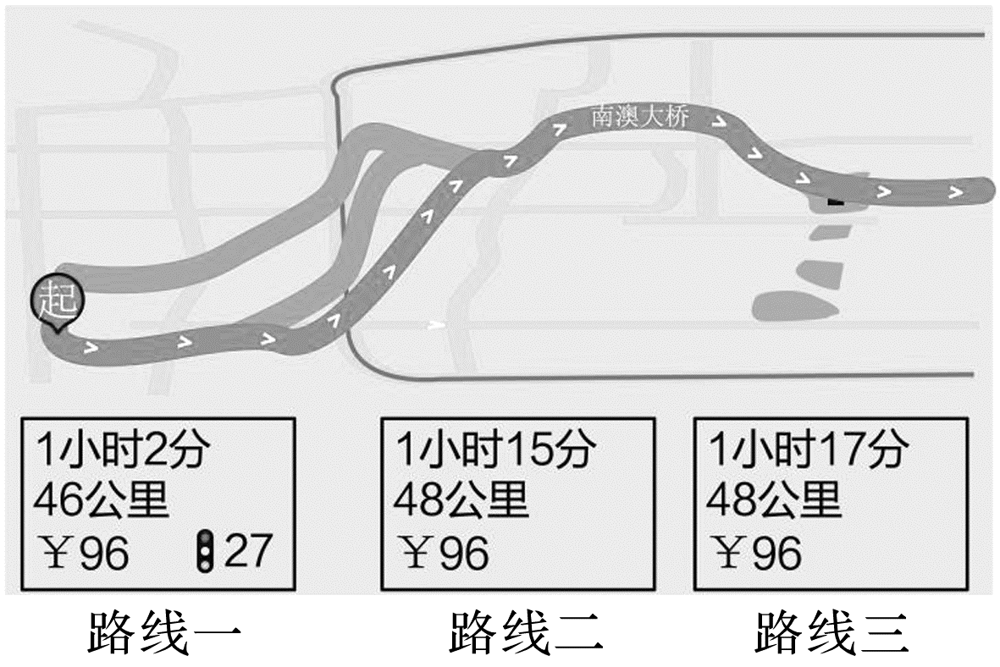 南澳大桥
起
1小时2分
46公里
￥96 27
1小时15分
48公里
￥96
1小时17分
48公里
￥96
路线一
路线二
路线三